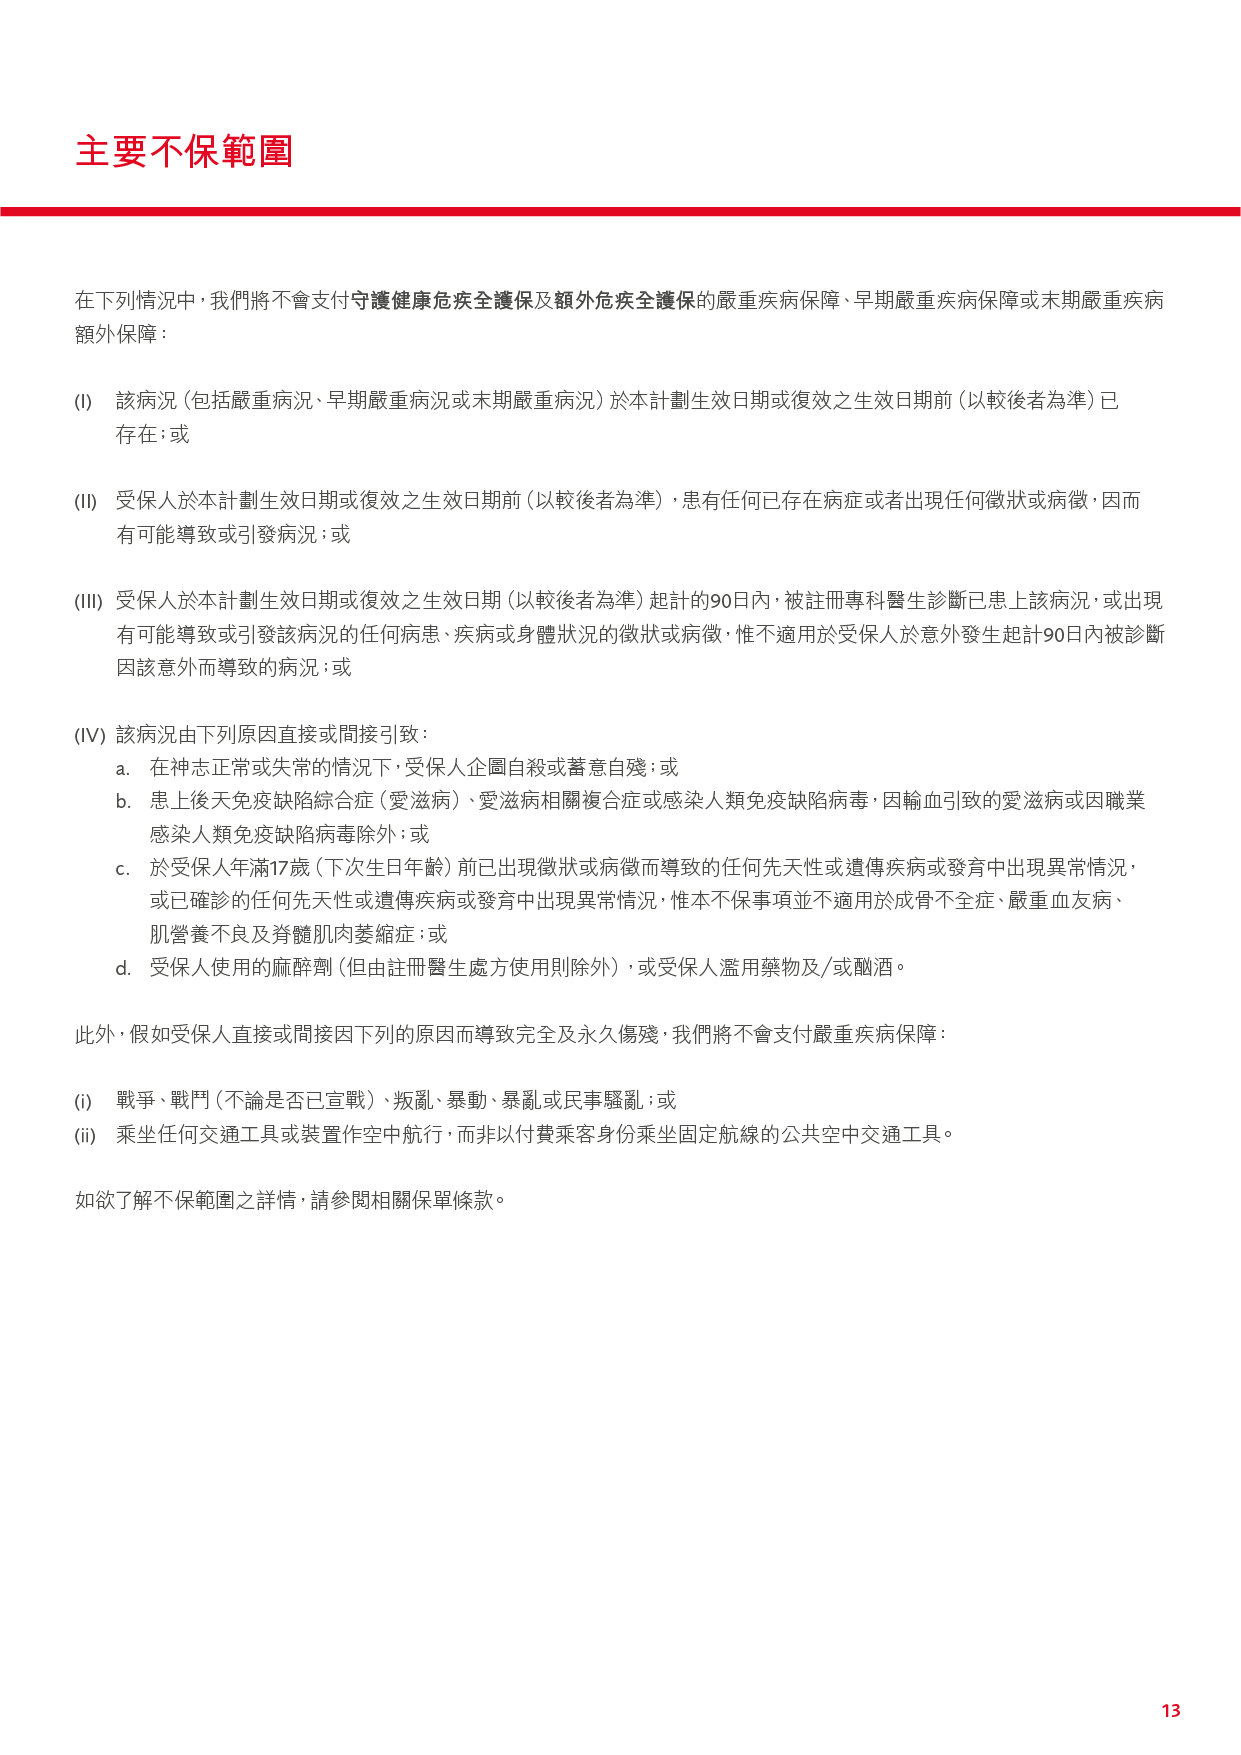 主要不保範圍
在下列情況中，我們將不會支付守護健康危疾全護保及額外危疾全護保的嚴重疾病保障、早期嚴重疾病保障或末期嚴重疾病
額外保障：
(I) 該病況（包括嚴重病況、早期嚴重病況或末期嚴重病況）於本計劃生效日期或復效之生效日期前（以較後者為準）已
存在；或
(II) 受保人於本計劃生效日期或復效之生效日期前（以較後者為準），患有任何已存在病症或者出現任何徵狀或病徵，因而
有可能導致或引發病況；或
(III) 受保人於本計劃生效日期或復效之生效日期（以較後者為準）起計的90日內，被註冊專科醫生診斷已患上該病況，或出現
有可能導致或引發該病況的任何病患、疾病或身體狀況的徵狀或病徵，惟不適用於受保人於意外發生起計90日內被診斷
因該意外而導致的病況；或
(IV) 該病況由下列原因直接或間接引致：
a. 在神志正常或失常的情況下，受保人企圖自殺或蓄意自殘；或
b. 患上後天免疫缺陷綜合症（愛滋病）、愛滋病相關複合症或感染人類免疫缺陷病毒，因輸血引致的愛滋病或因職業
感染人類免疫缺陷病毒除外；或
c. 於受保人年滿17歲（下次生日年齡）前已出現徵狀或病徵而導致的任何先天性或遺傳疾病或發育中出現異常情況，
或已確診的任何先天性或遺傳疾病或發育中出現異常情況，惟本不保事項並不適用於成骨不全症、嚴重血友病、
肌營養不良及脊髓肌肉萎縮症；或
d. 受保人使用的麻醉劑（但由註冊醫生處方使用則除外），或受保人濫用藥物及/或酗酒。
此外，假如受保人直接或間接因下列的原因而導致完全及永久傷殘，我們將不會支付嚴重疾病保障：
(i) 戰爭、戰鬥（不論是否已宣戰）、叛亂、暴動、暴亂或民事騷亂；或
(ii) 乘坐任何交通工具或裝置作空中航行，而非以付費乘客身份乘坐固定航線的公共空中交通工具。
如欲了解不保範圍之詳情，請參閱相關保單條款。
13